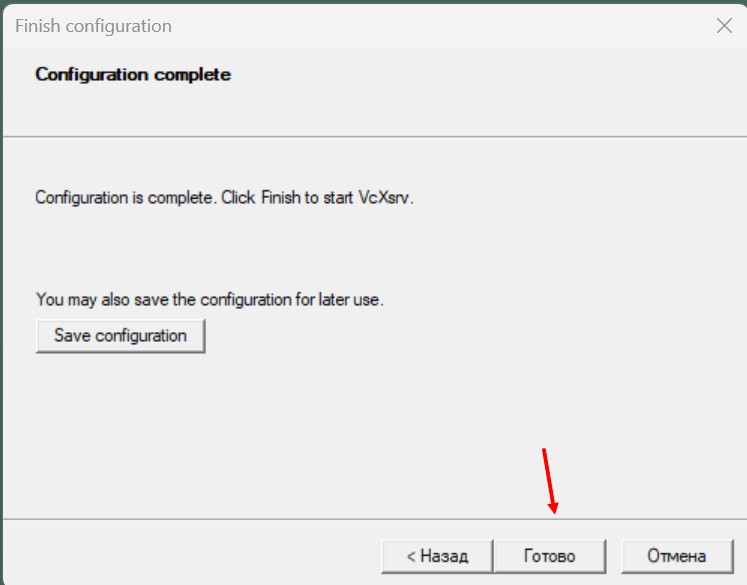 Finish configuration
Configuration complete
Configuration is complete. Click Finish to start VcXsrv.
You may also save the configuration for later use.
Save configuration
< Назад
Готово
Отмена